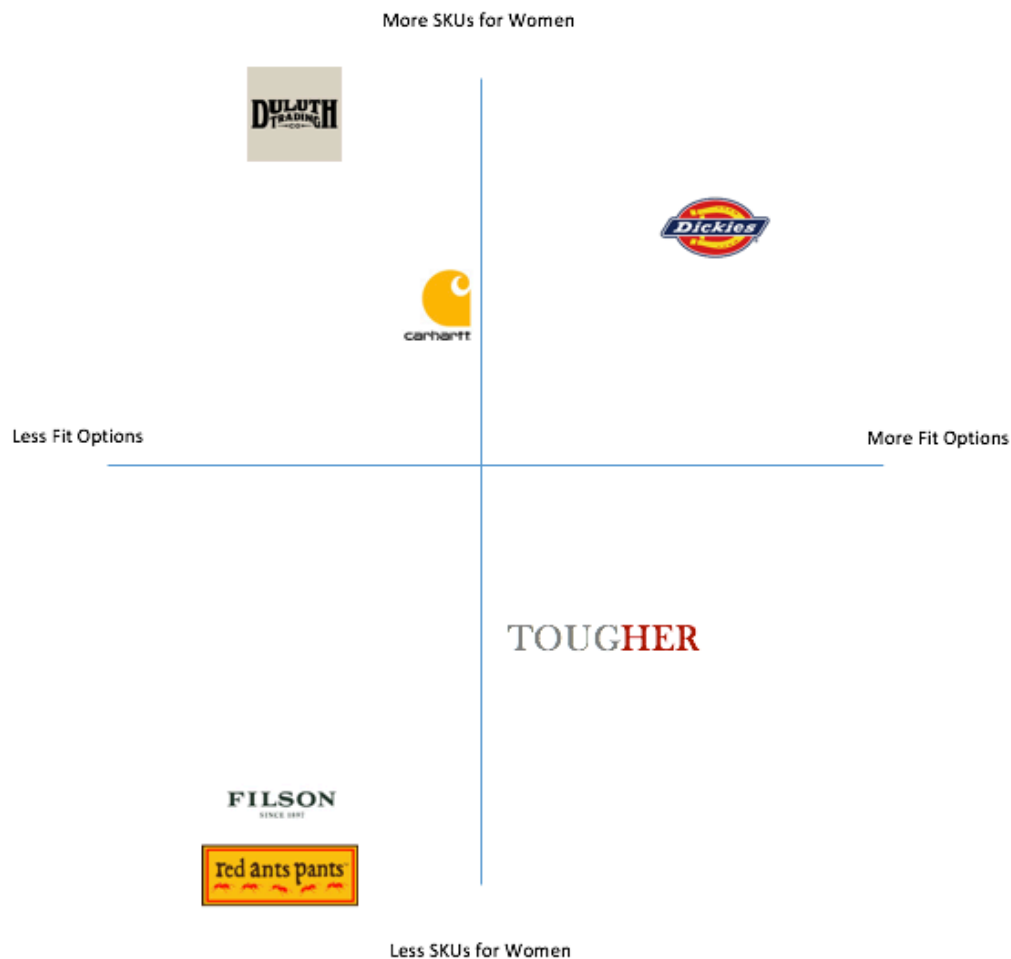 More SKUs for Women
DULUTH
TRADING
CO
Dickies
carhartt
Less Fit Options
More Fit Options
TOUGHER
FILSON
SINCE 1897
red ants pants
Less SKUs for Women